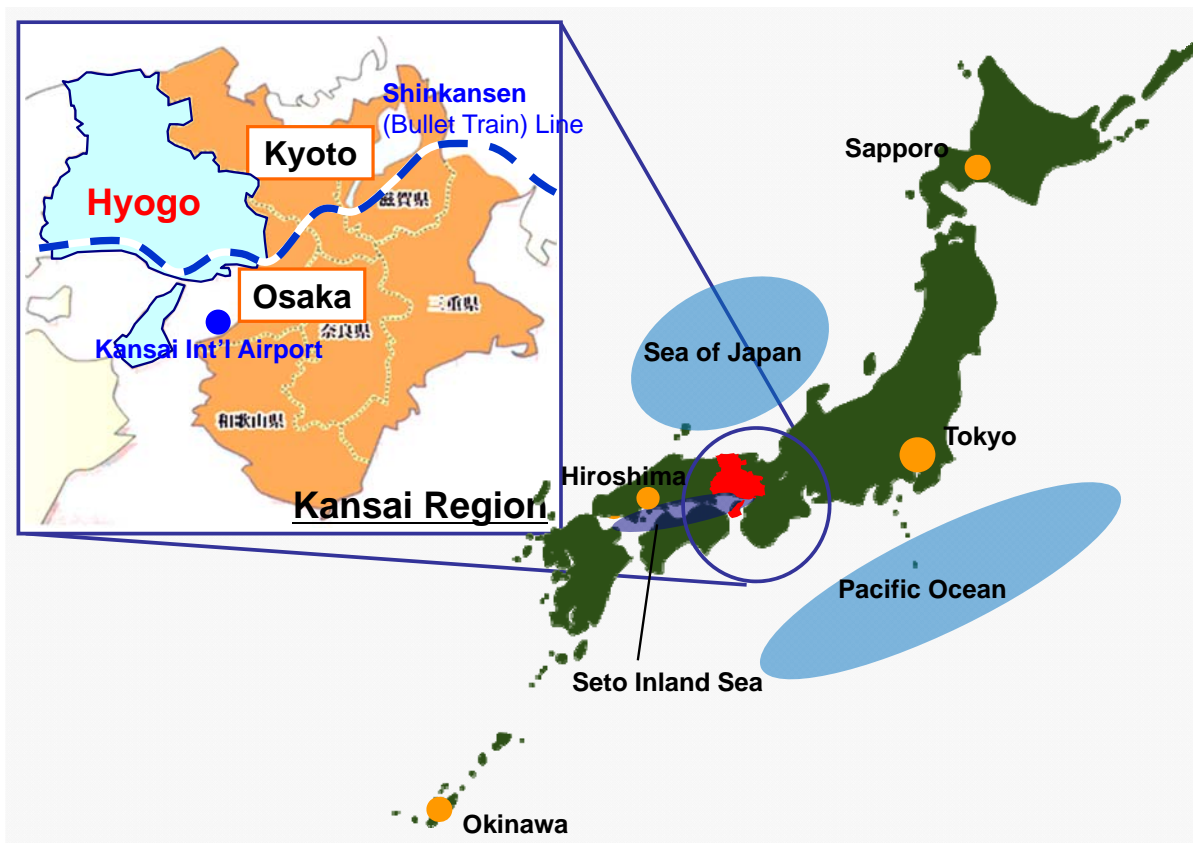 Shinkansen
(Bullet Train) Line
Kyoto
Hyogo
滋賀県
Osaka
三重県
奈良県
Kansai Int'l Airport
和歌山県
Kansai Region
Sapporo
Sea of Japan
Tokyo
Hiroshima
Pacific Ocean
Seto Inland Sea
Okinawa